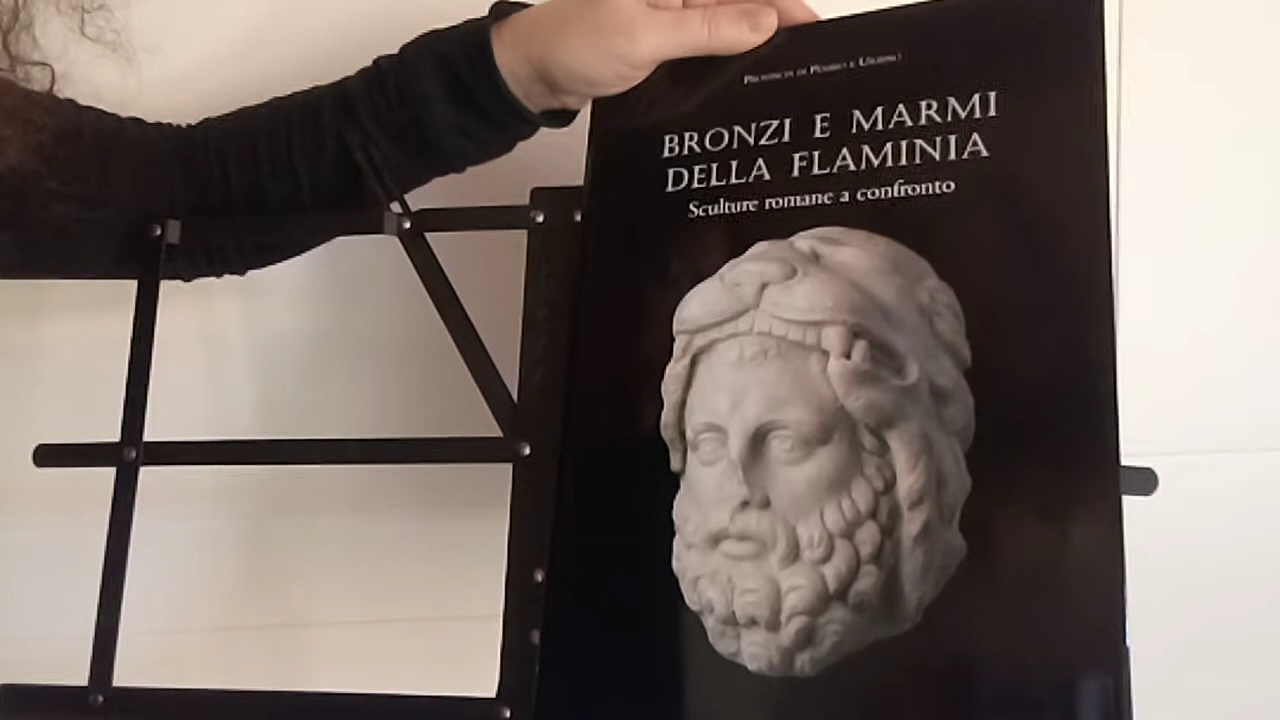 PROVINCIA DI PESARO E URBINO
BRONZI E MARMI
DELLA FLAMINIA
Sculture romane a confronto